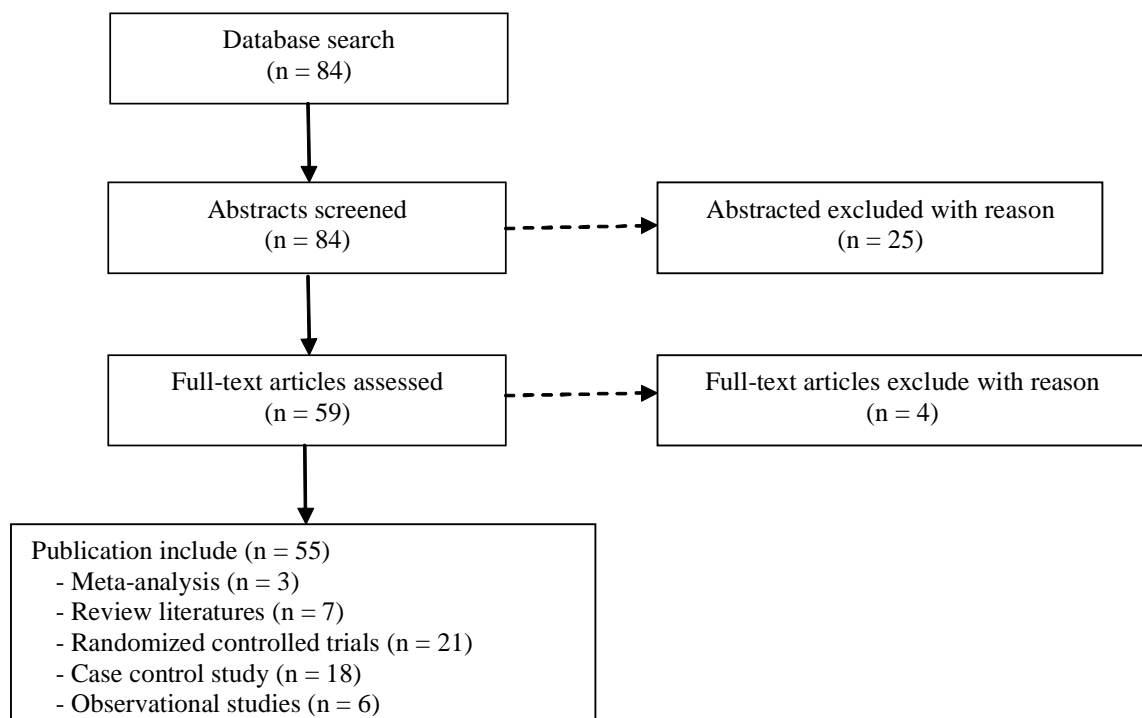 Database search
(n = 84)
Abstracts screened
(n = 84)
Abstracted excluded with reason
(n = 25)
Full-text articles assessed
(n = 59)
Full-text articles exclude with reason
(n = 4)
Publication include (n = 55)
- Meta-analysis (n = 3)
- Review literatures (n = 7)
- Randomized controlled trials (n = 21)
- Case control study (n = 18)
- Observational studies (n = 6)